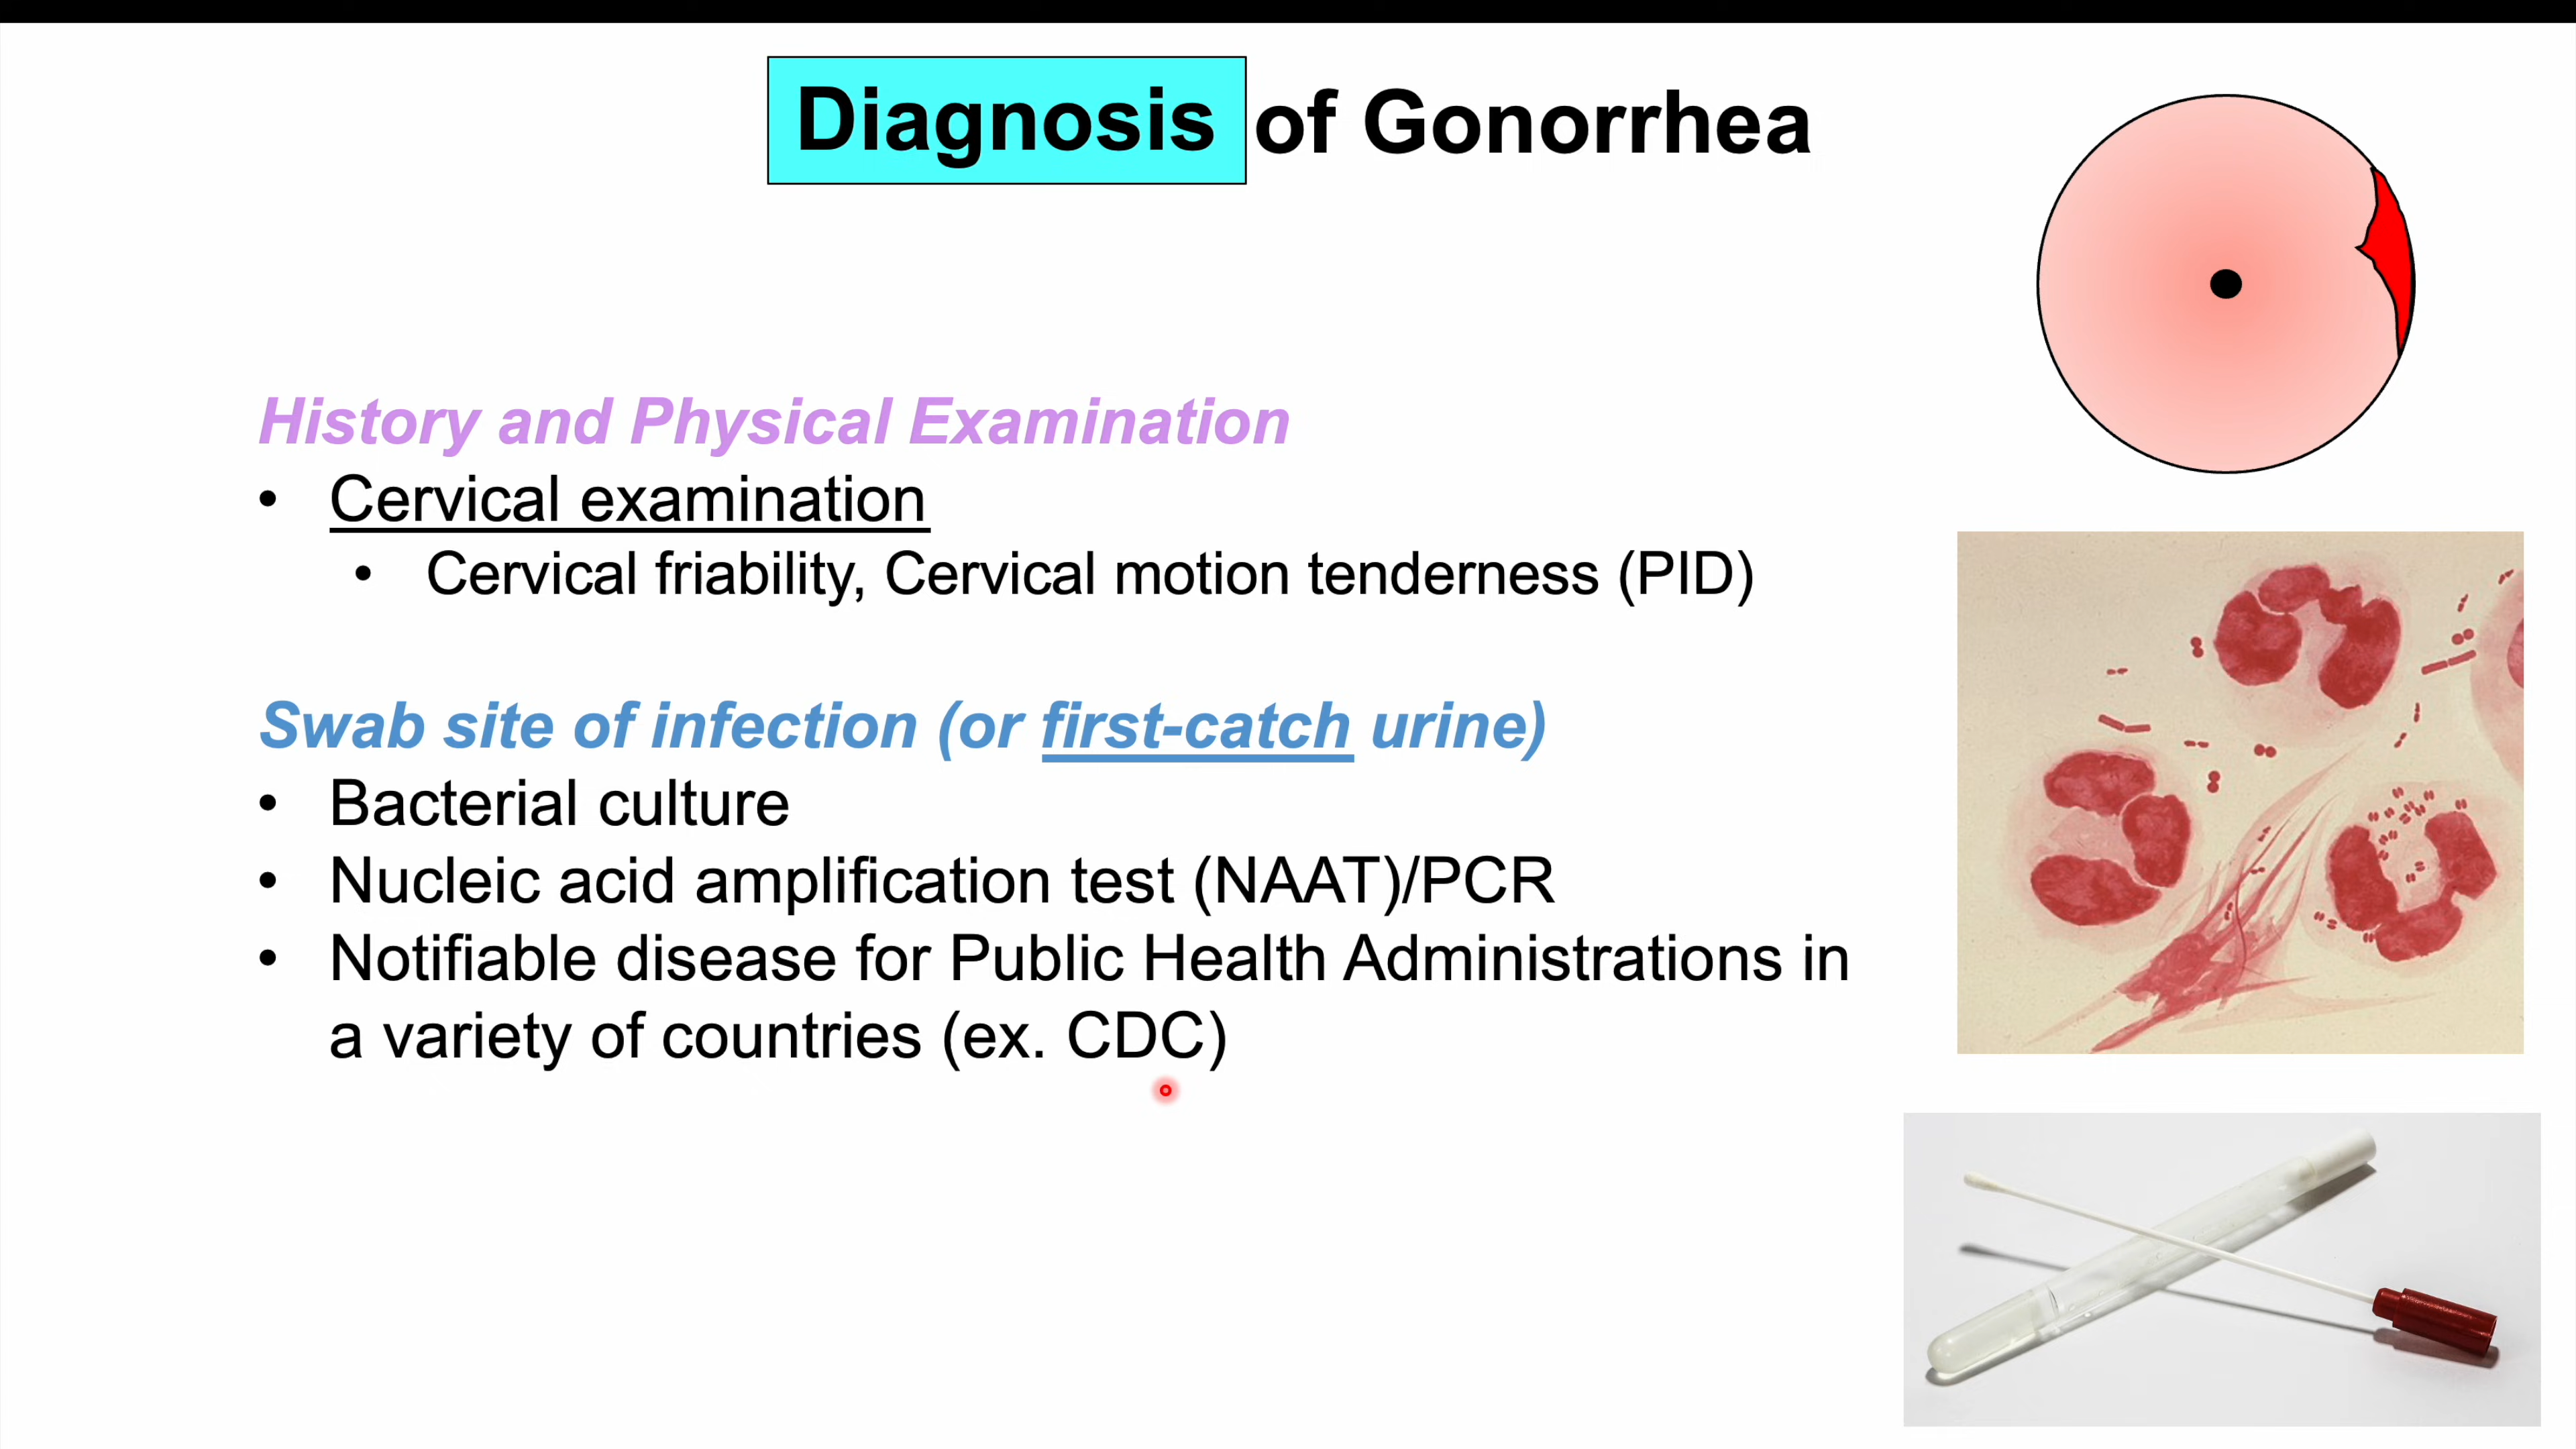 Diagnosis of Gonorrhea
History and Physical Examination
• Cervical examination
• Cervical friability, Cervical motion tenderness (PID)
Swab site of infection (or first-catch urine)
• Bacterial culture
• Nucleic acid amplification test (NAAT)/PCR
• Notifiable disease for Public Health Administrations in
a variety of countries (ex. CDC)